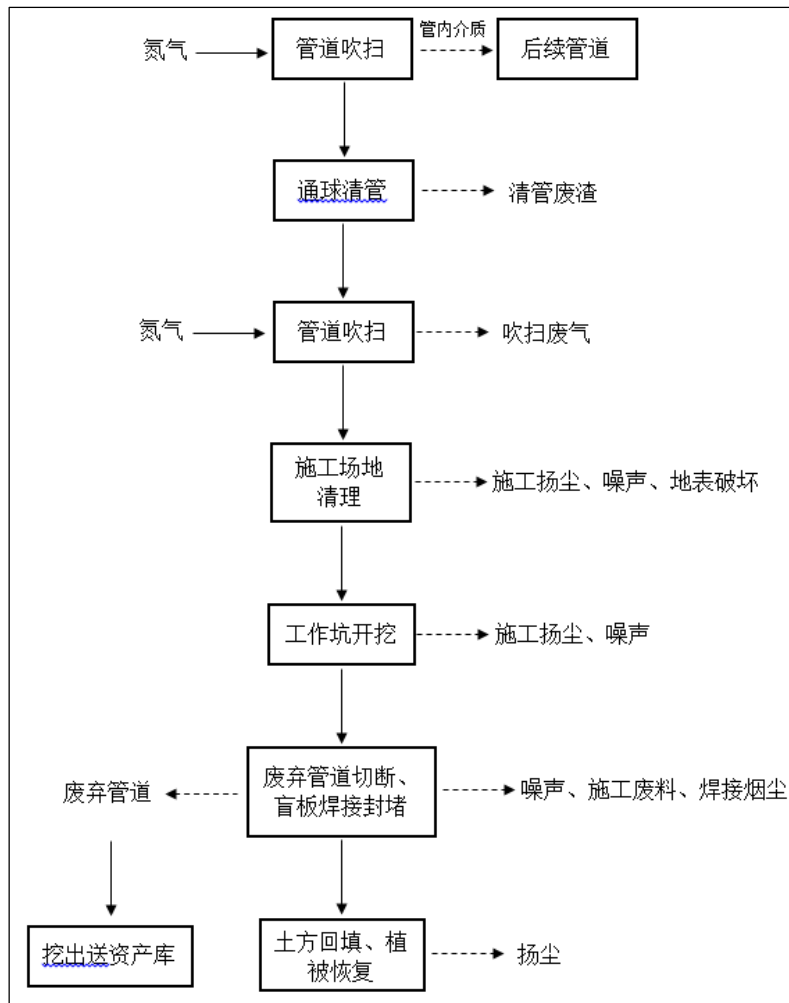 氮气
管道吹扫
管内介质
后续管道
通球清管
清管废渣
氮气
管道吹扫
吹扫废气
施工场地
清理
施工扬尘、噪声、地表破坏
工作坑开挖
施工扬尘、噪声
废弃管道
废弃管道切断、
盲板焊接封堵
噪声、施工废料、焊接烟尘
挖出送资产库
土方回填、植
被恢复
扬尘